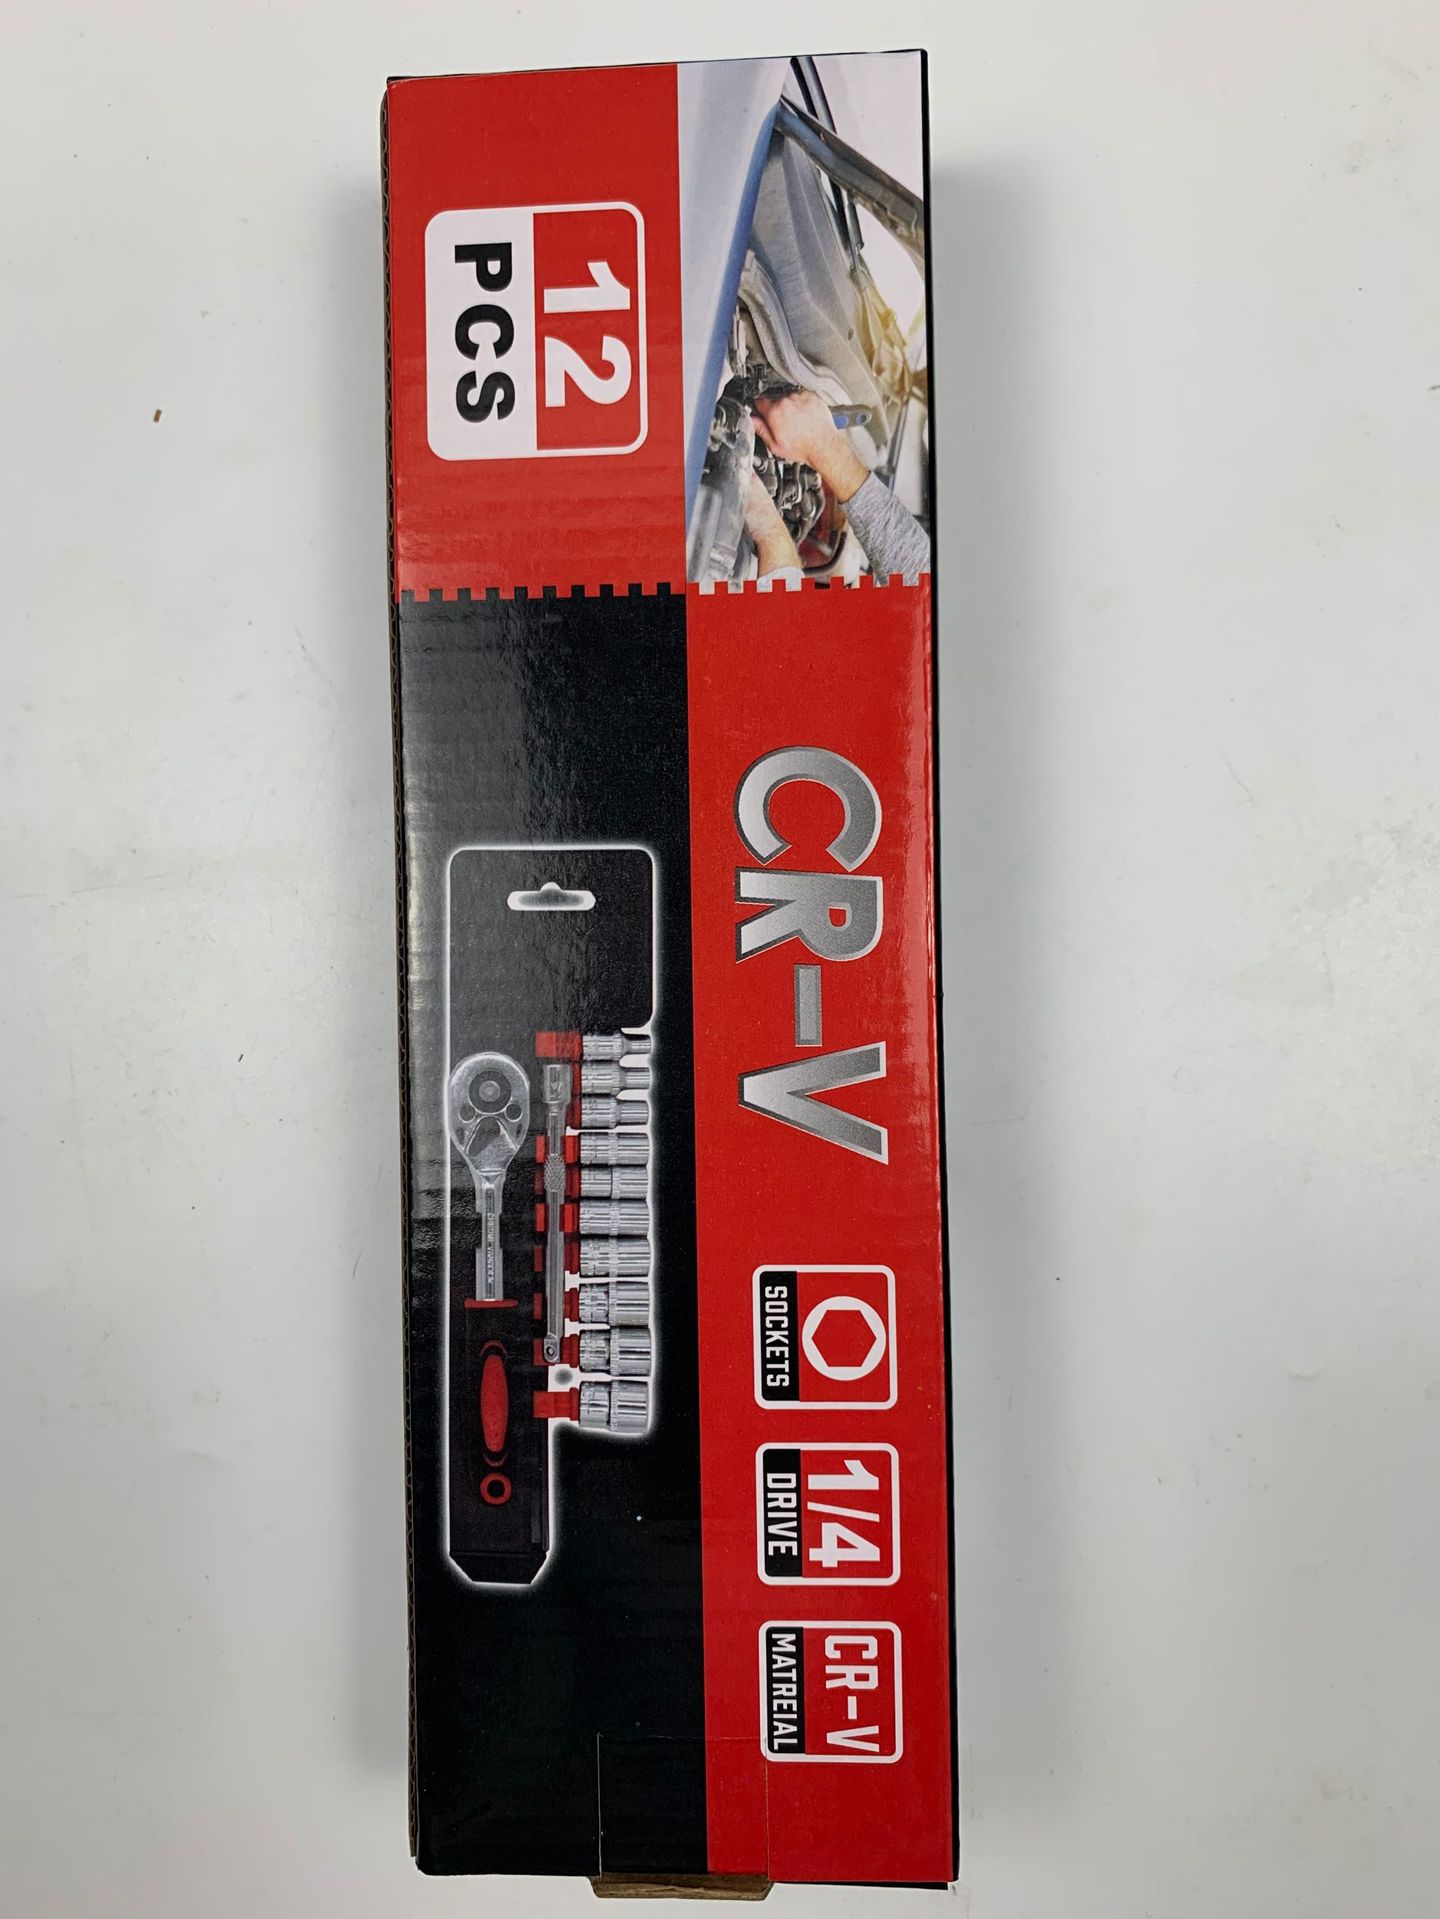 12
PCS
CR-V
SOCKETS
1/4
DRIVE
CR-V
MATREIAL